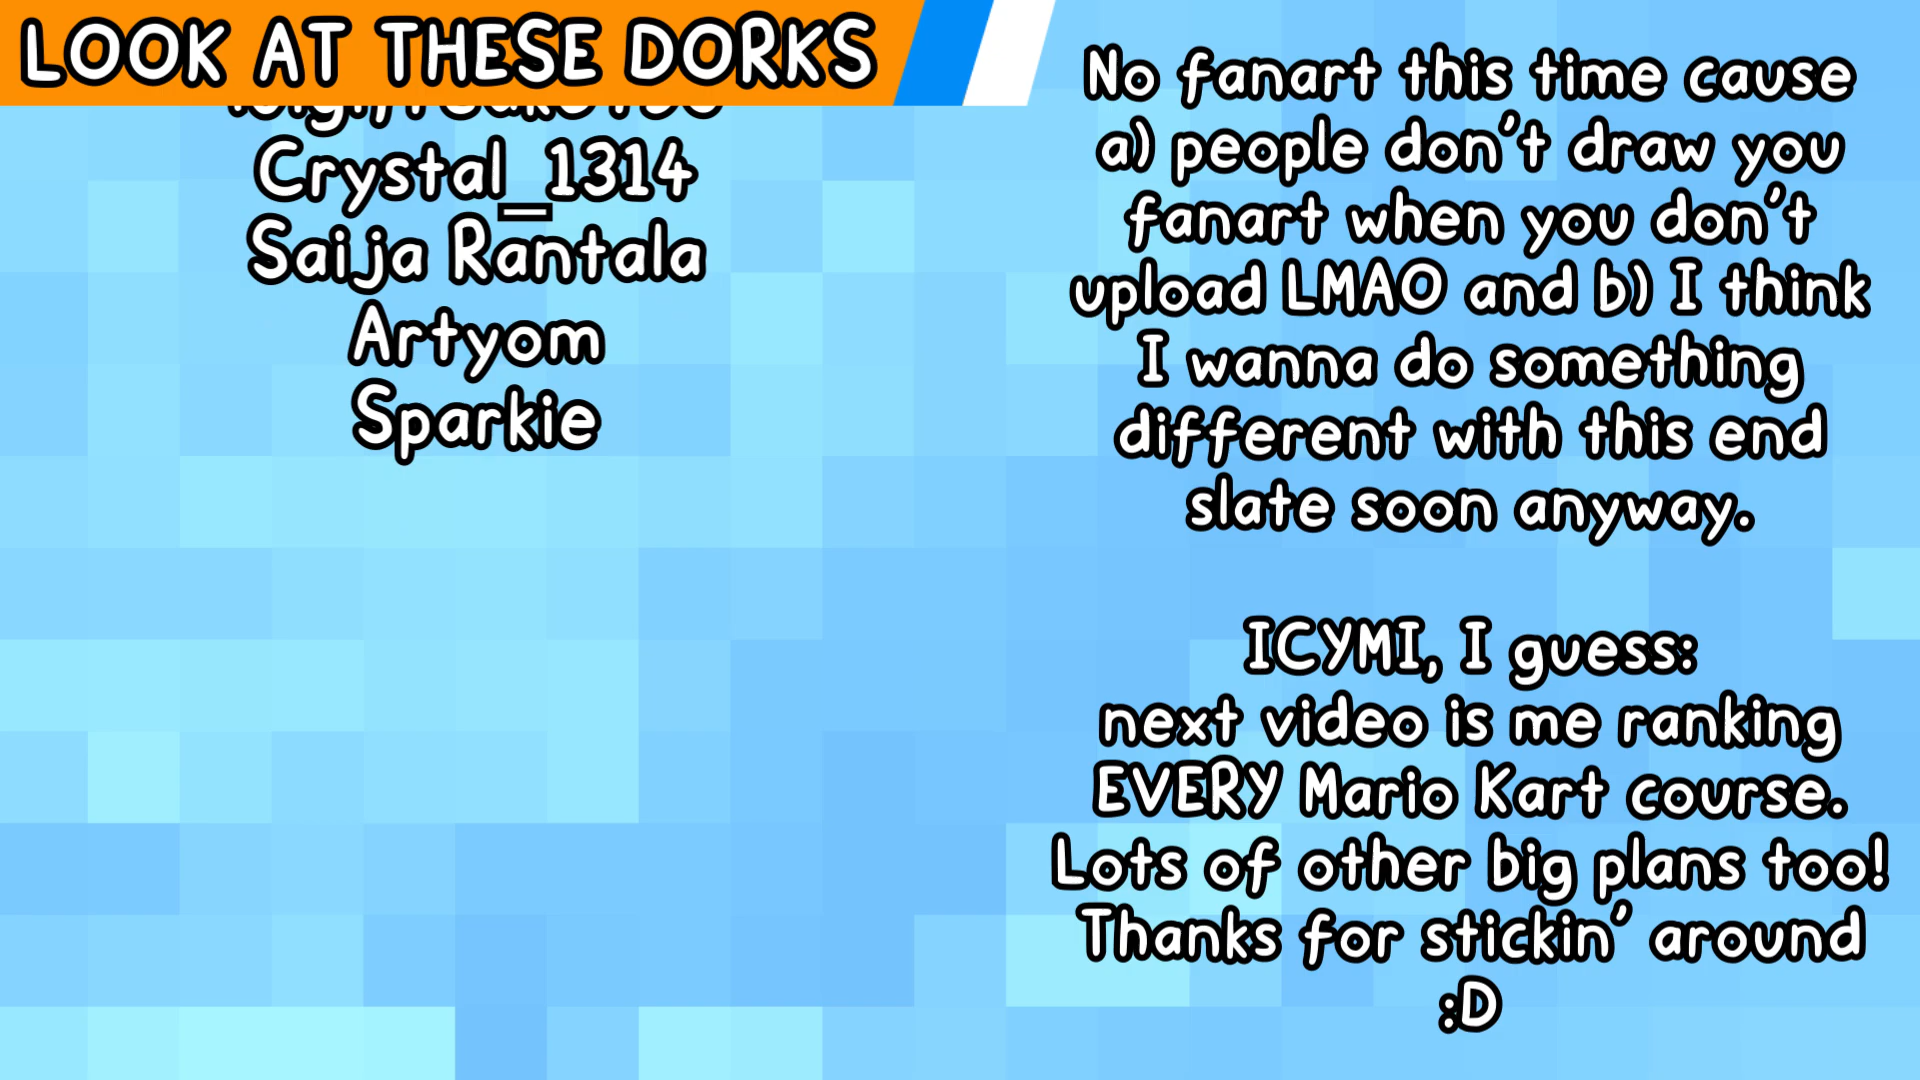 LOOK AT THESE DORKS
Crystal_1314
Saija Rantala
Artyom
Sparkie
No fanart this time cause
a) people don't draw you
fanart when you don't
upload LMAO and b) I think
I wanna do something
different with this end
slate soon anyway.
ICYMI, I guess:
next video is me ranking
EVERY Mario Kart course.
Lots of other big plans too!
Thanks for stickin' around
:D